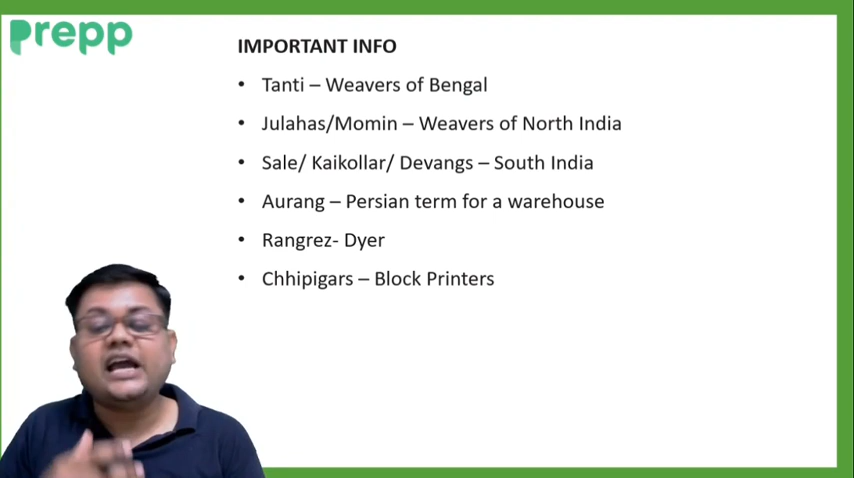 prepp
IMPORTANT INFO
• Tanti – Weavers of Bengal
• Julahas/Momin – Weavers of North India
• Sale/ Kaikollar/ Devangs – South India
• Aurang – Persian term for a warehouse
• Rangrez- Dyer
• Chhipigars – Block Printers